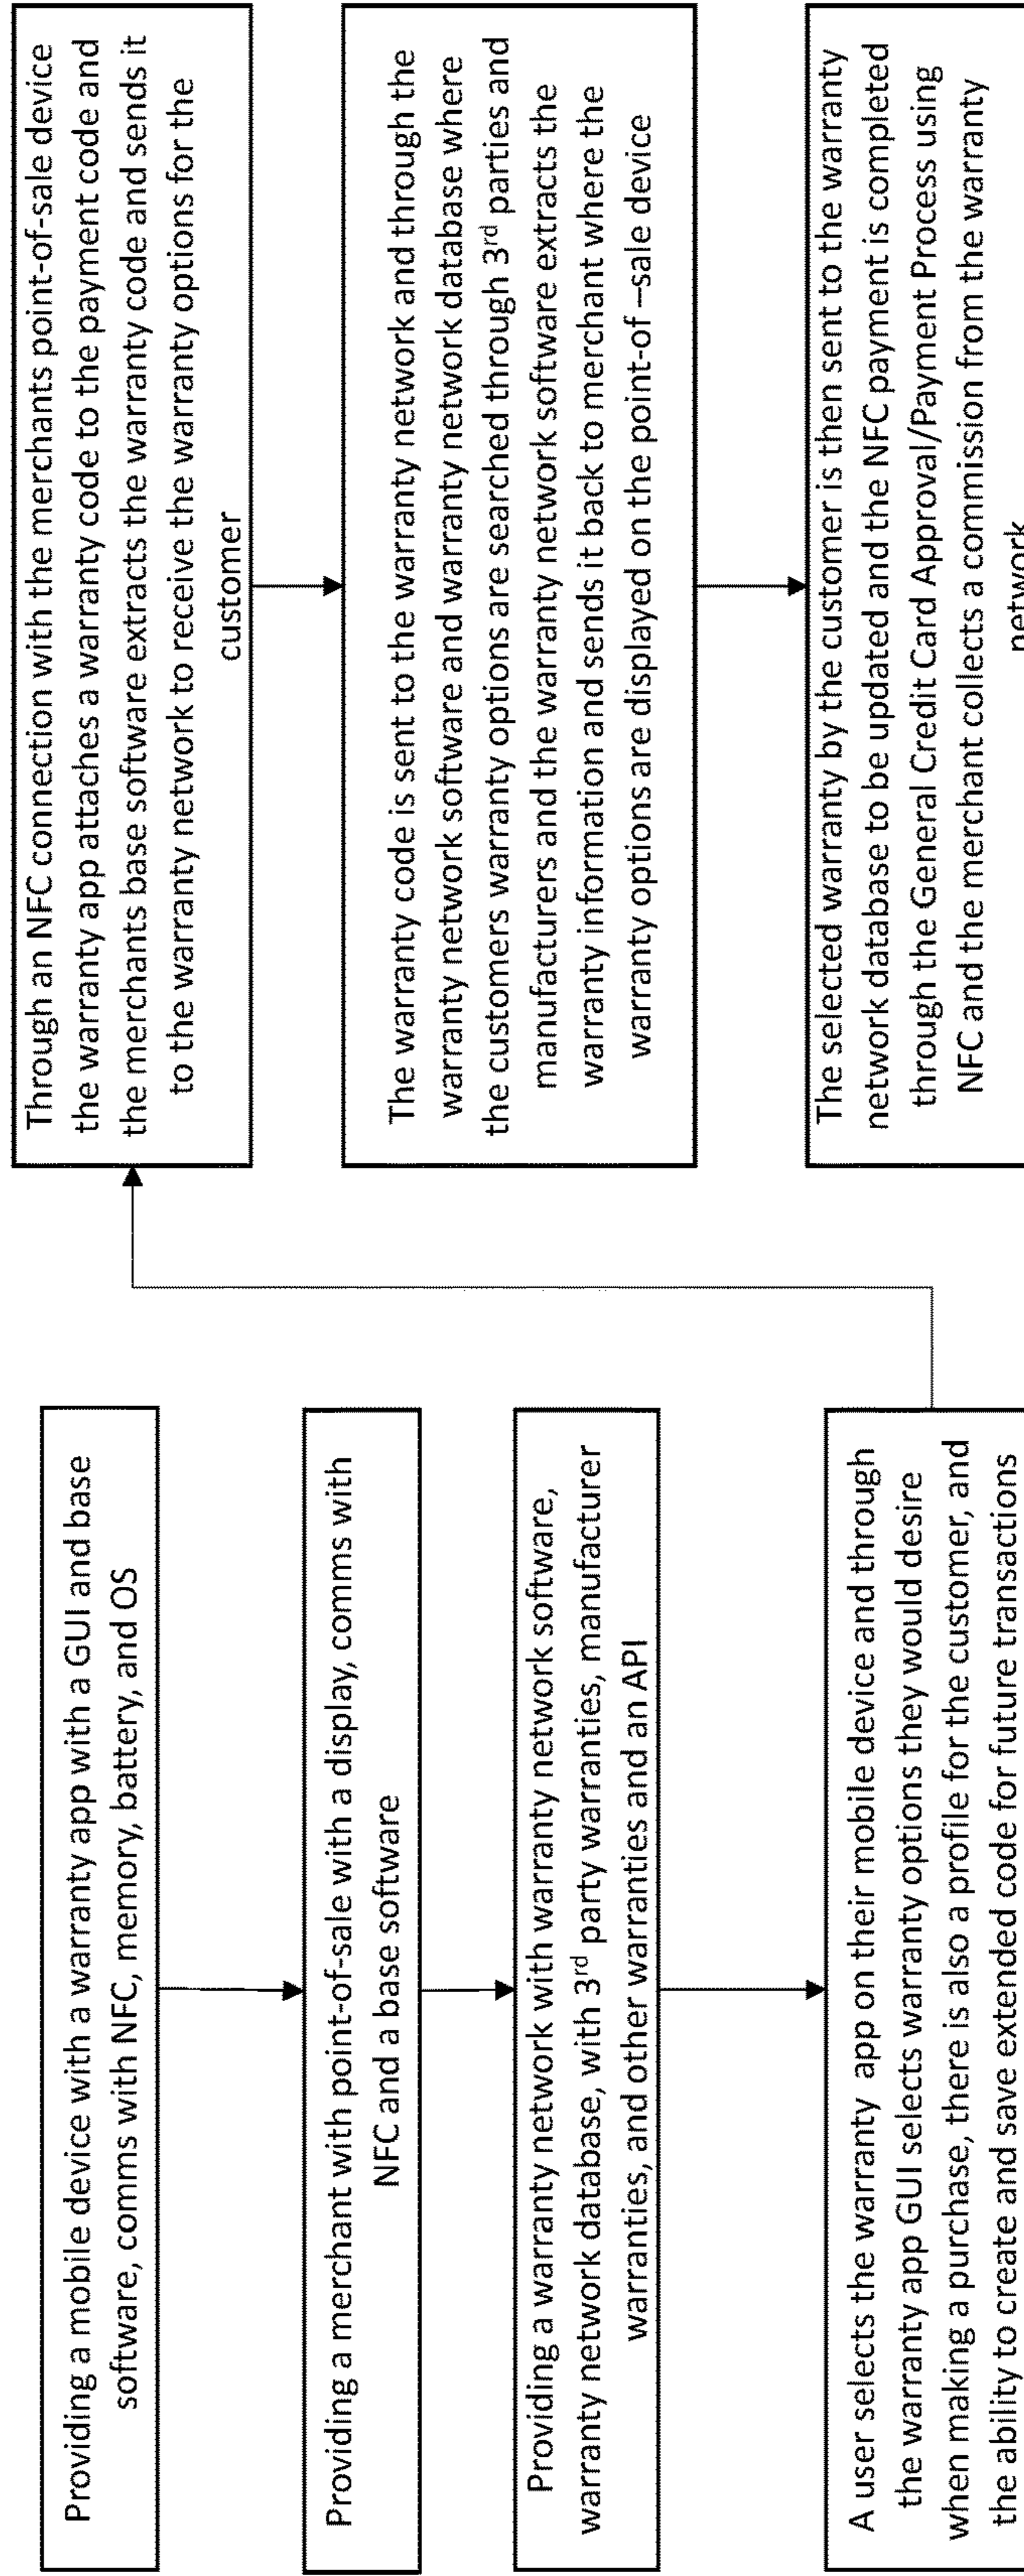 Providing a mobile device with a warranty app with a GUI and base
software, comms with NFC, memory, battery, and OS
Providing a merchant with point-of-sale with a display, comms with
NFC and a base software
Providing a warranty network with warranty network software,
warranty network database, with 3rd party warranties, manufacturer
warranties, and other warranties and an API
A user selects the warranty app on their mobile device and through
the warranty app GUI selects warranty options they would desire
when making a purchase, there is also a profile for the customer, and
the ability to create and save extended code for future transactions
Through an NFC connection with the merchants point-of-sale device
the warranty app attaches a warranty code to the payment code and
the merchants base software extracts the warranty code and sends it
to the warranty network to receive the warranty options for the
customer
The warranty code is sent to the warranty network and through the
warranty network software and warranty network database where
the customers warranty options are searched through 3rd parties and
manufacturers and the warranty network software extracts the
warranty information and sends it back to merchant where the
warranty options are displayed on the point-of –sale device
The selected warranty by the customer is then sent to the warranty
network database to be updated and the NFC payment is completed
through the General Credit Card Approval/Payment Process using
NFC and the merchant collects a commission from the warranty
network